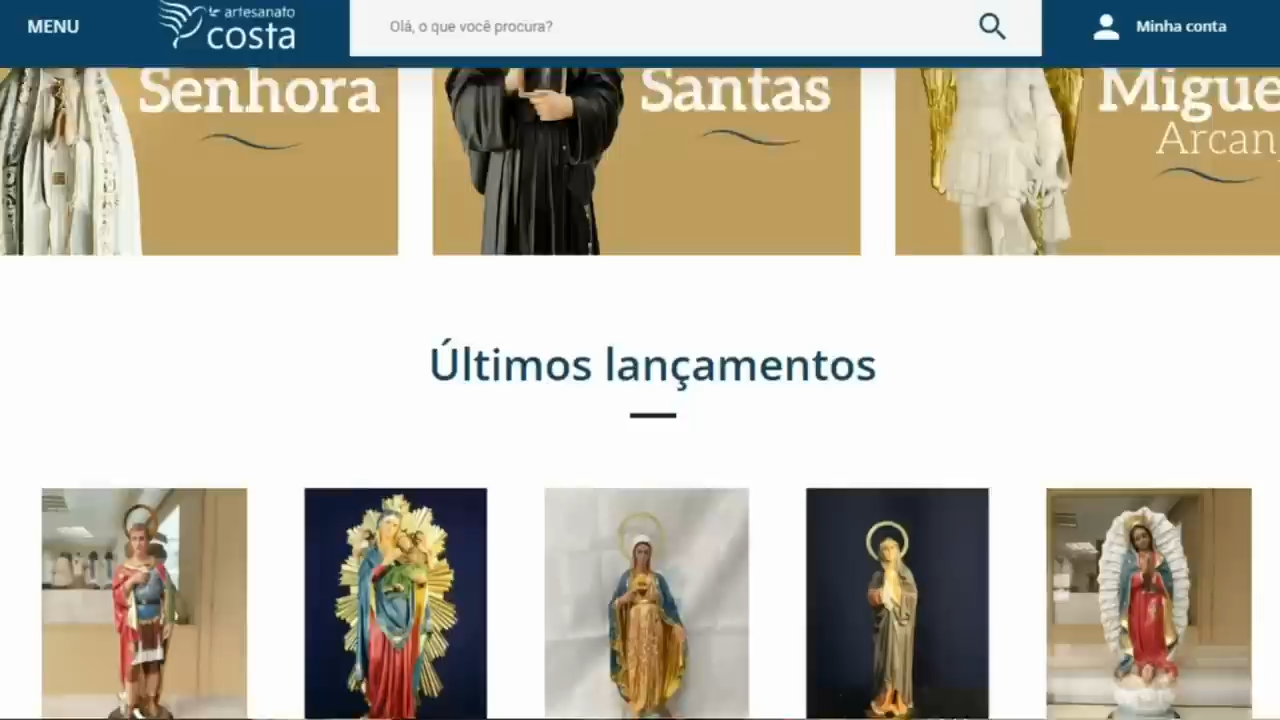 MENU
artesanato
costa
Olá, o que você procura?
Minha conta
Senhora
Santas
Migue
Arcan
Últimos lançamentos